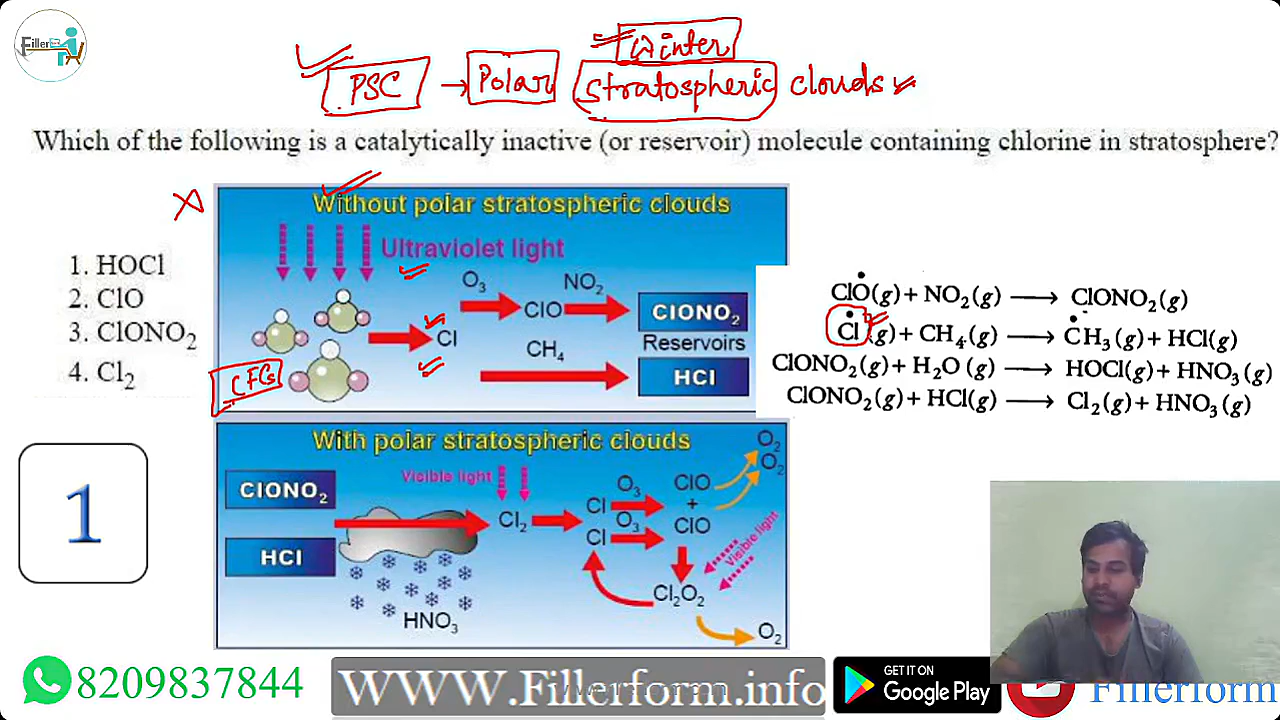 Filler
Winter
PSC → Polar stratospheric clouds
Which of the following is a catalytically inactive (or reservoir) molecule containing chlorine in stratosphere?
1. HOCl
2. ClO
3. ClONO₂
4. Cl₂
Without polar stratospheric clouds
Ultraviolet light
O₃ NO₂
Cl ClO ClONO₂
Reservoirs
CH₄
HCl
CFCs
ClȮ(g) + NO₂(g) ⟶ ClONO₂(g)
Ċl(g) + CH₄(g) ⟶ ĊH₃(g) + HCl(g)
ClONO₂(g) + H₂O(g) ⟶ HOCl(g) + HNO₃(g)
ClONO₂(g) + HCl(g) ⟶ Cl₂(g) + HNO₃(g)
With polar stratospheric clouds
ClONO₂
HCl
HNO₃
Visible light
Cl₂
Cl O₃ ClO
+
Cl O₃ ClO
O₂
O₂
Visible light
Cl₂O₂
O₂
1
8209837844
WWW.Fillerform.info
GET IT ON
Google Play
Fillerform